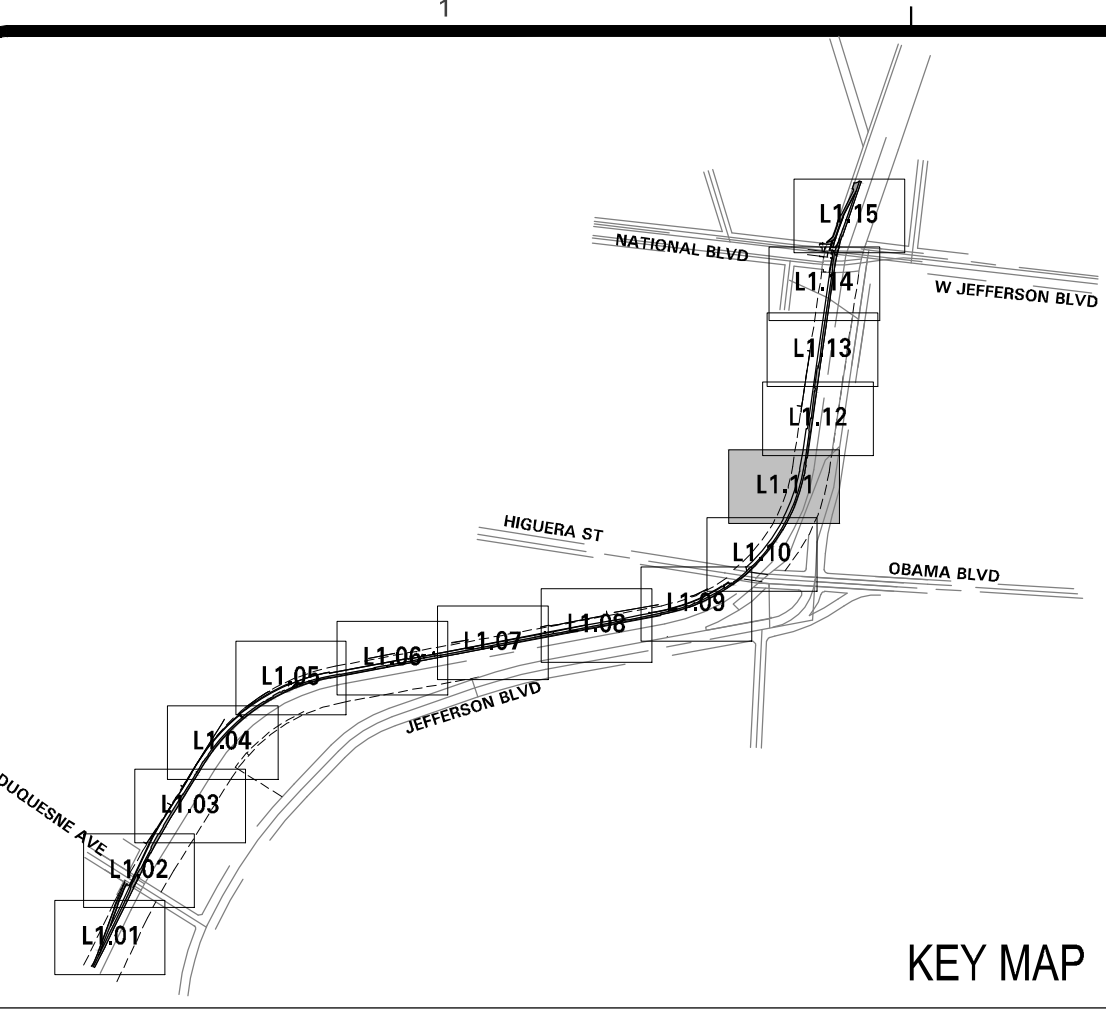 1
L1.15
NATIONAL BLVD
L1.14
W JEFFERSON BLVD
L1.13
L1.12
L1.11
HIGUERA ST
L1.10
OBAMA BLVD
L1.09
L1.08
L1.07
L1.06
L1.05
JEFFERSON BLVD
L1.04
L1.03
DUQUESNE AVE
L1.02
L1.01
KEY MAP